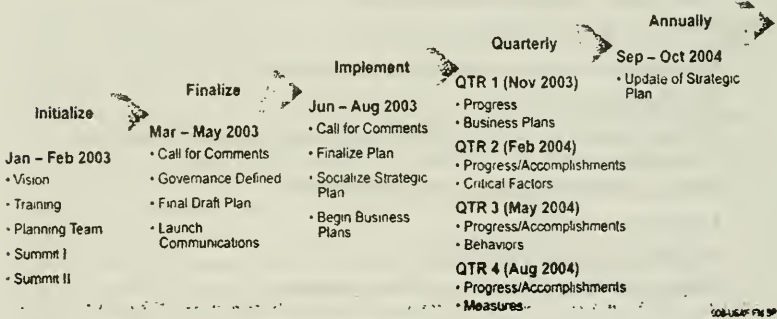 Initialize
Jan – Feb 2003
• Vision
• Training
• Planning Team
• Summit I
• Summit II
Finalize
Mar – May 2003
• Call for Comments
• Governance Defined
• Final Draft Plan
• Launch
Communications
Implement
Jun – Aug 2003
• Call for Comments
• Finalize Plan
• Socialize Strategic
Plan
• Begin Business
Plans
Quarterly
QTR 1 (Nov 2003)
• Progress
• Business Plans
QTR 2 (Feb 2004)
• Progress/Accomplishments
• Critical Factors
QTR 3 (May 2004)
• Progress/Accomplishments
• Behaviors
QTR 4 (Aug 2004)
• Progress/Accomplishments
• Measures
Annually
Sep – Oct 2004
• Update of Strategic
Plan